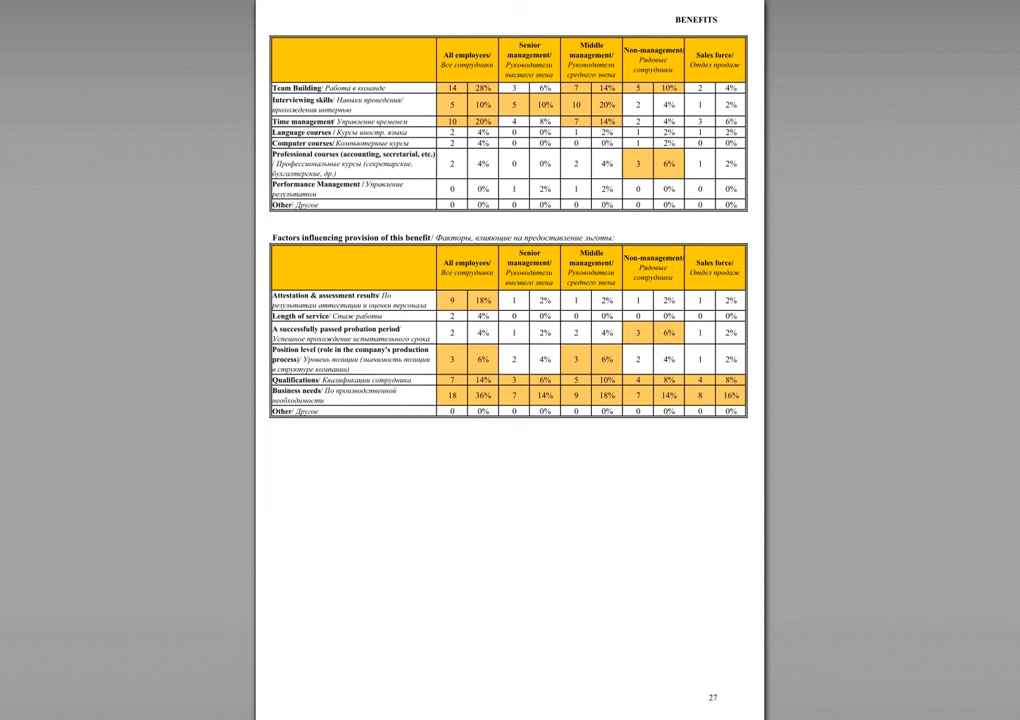 BENEFITS
All employees/ Все сотрудники
Senior management/ Руководители высшего звена
Middle management/ Руководители среднего звена
Non-management/ Рядовые сотрудники
Sales force/ Отдел продаж
Team Building/ Работа в команде 14 28% 3 6% 7 14% 5 10% 2 4%
Interviewing skills/ Навыки проведения/
прохождения интервью 5 10% 5 10% 10 20% 2 4% 1 2%
Time management/ Управление временем 10 20% 4 8% 7 14% 2 4% 3 6%
Language courses / Курсы иностр. языка 2 4% 0 0% 1 2% 1 2% 1 2%
Computer courses/ Компьютерные курсы 2 4% 0 0% 0 0% 1 2% 0 0%
Professional courses (accounting, secretarial, etc.)
/ Профессиональные курсы (секретарские,
бухгалтерские, др.) 2 4% 0 0% 2 4% 3 6% 1 2%
Performance Management / Управление
результатом 0 0% 1 2% 1 2% 0 0% 0 0%
Other/ Другое 0 0% 0 0% 0 0% 0 0% 0 0%
Factors influencing provision of this benefit/ Факторы, влияющие на предоставление льготы:
All employees/ Все сотрудники
Senior management/ Руководители высшего звена
Middle management/ Руководители среднего звена
Non-management/ Рядовые сотрудники
Sales force/ Отдел продаж
Attestation & assessment results/ По
результатам аттестации и оценки персонала 9 18% 1 2% 1 2% 1 2% 1 2%
Length of service/ Стаж работы 2 4% 0 0% 0 0% 0 0% 0 0%
A successfully passed probation period/
Успешное прохождение испытательного срока 2 4% 1 2% 2 4% 3 6% 1 2%
Position level (role in the company's production
process)/ Уровень позиции (значимость позиции
в структуре компании) 3 6% 2 4% 3 6% 2 4% 1 2%
Qualifications/ Квалификации сотрудника 7 14% 3 6% 5 10% 4 8% 4 8%
Business needs/ По производственной
необходимости 18 36% 7 14% 9 18% 7 14% 8 16%
Other/ Другое 0 0% 0 0% 0 0% 0 0% 0 0%
27